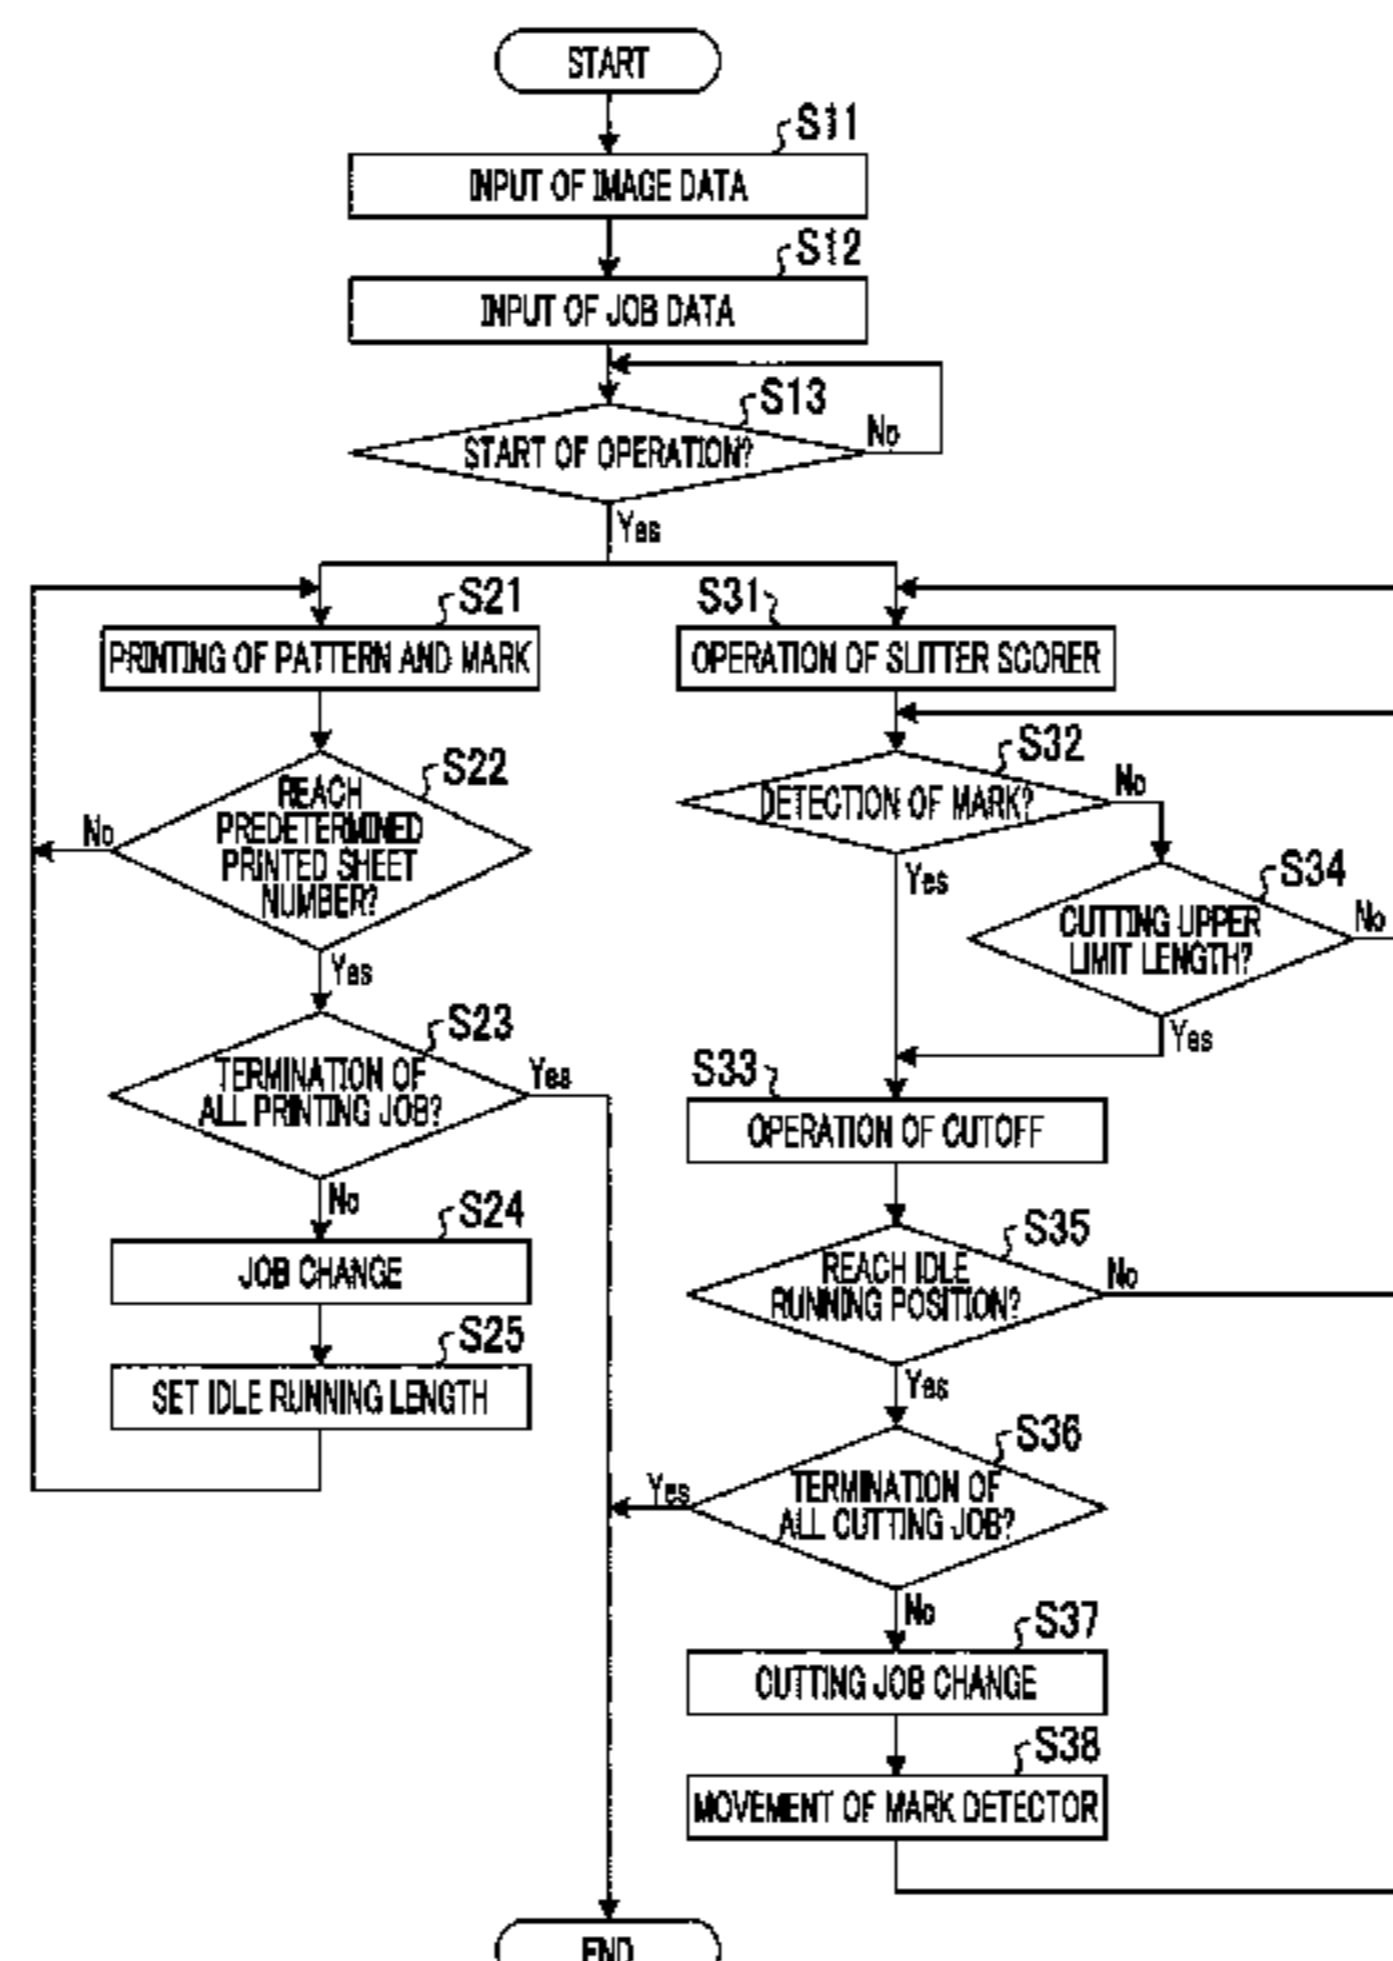 START
S11
INPUT OF IMAGE DATA
S12
INPUT OF JOB DATA
S13
START OF OPERATION?
No
Yes
S21
PRINTING OF PATTERN AND MARK
S22
REACH
PREDETERMINED
PRINTED SHEET
NUMBER?
No
Yes
S23
TERMINATION OF
ALL PRINTING JOB?
Yes
No
S24
JOB CHANGE
S25
SET IDLE RUNNING LENGTH
S31
OPERATION OF SLITTER SCORER
S32
DETECTION OF MARK?
No
Yes
S34
CUTTING UPPER
LIMIT LENGTH?
No
Yes
S33
OPERATION OF CUTOFF
S35
REACH IDLE
RUNNING POSITION?
No
Yes
S36
TERMINATION OF
ALL CUTTING JOB?
Yes
No
S37
CUTTING JOB CHANGE
S38
MOVEMENT OF MARK DETECTOR
END